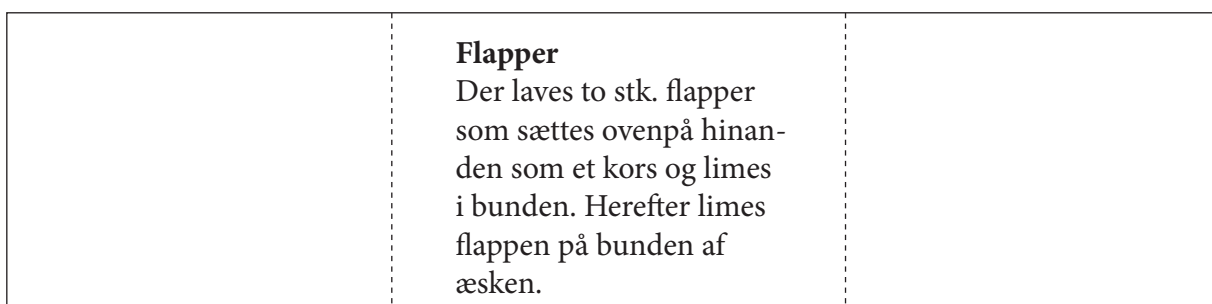 Flapper
Der laves to stk. flapper
som sættes ovenpå hinan-
den som et kors og limes
i bunden. Herefter limes
flappen på bunden af
æsken.